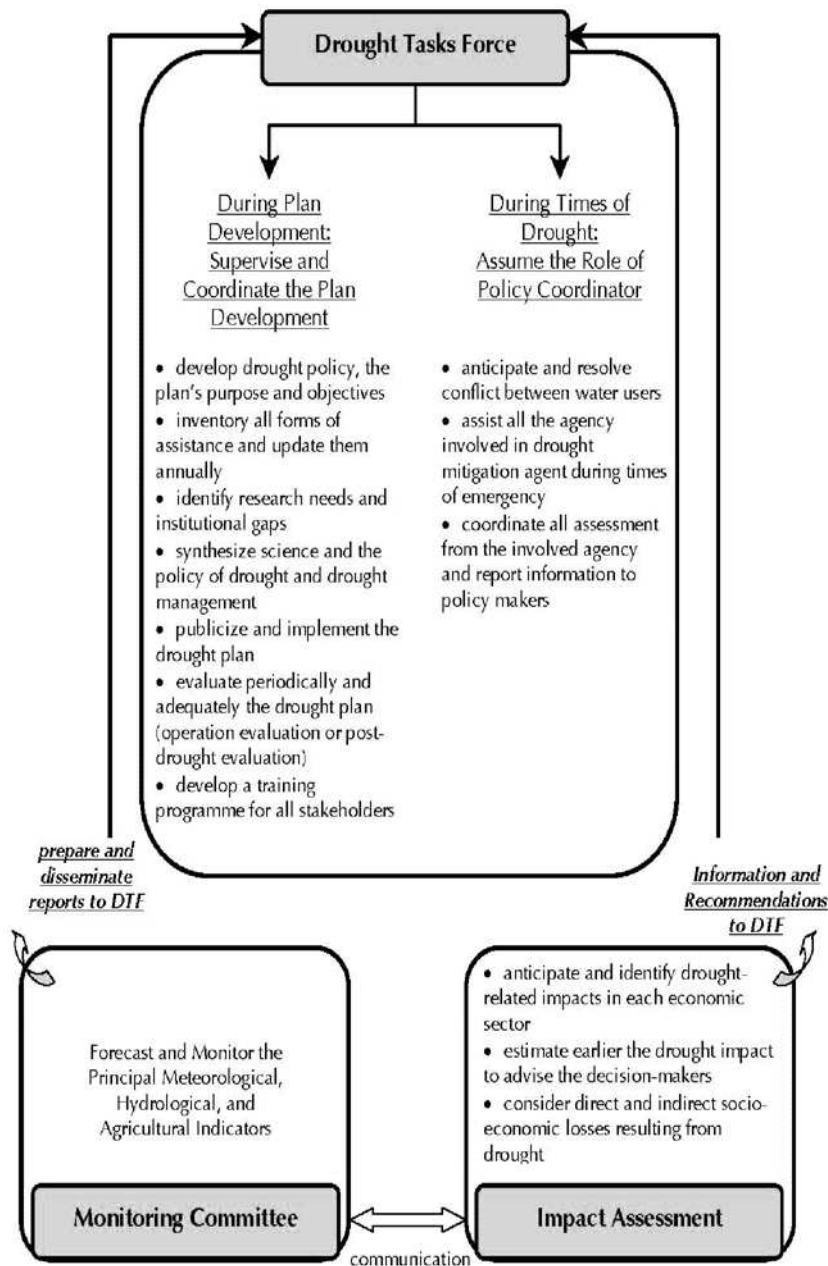 Drought Tasks Force
During Plan
Development:
Supervise and
Coordinate the Plan
Development
• develop drought policy, the
plan's purpose and objectives
• inventory all forms of
assistance and update them
annually
• identify research needs and
institutional gaps
• synthesize science and the
policy of drought and drought
management
• publicize and implement the
drought plan
• evaluate periodically and
adequately the drought plan
(operation evaluation or post-
drought evaluation)
• develop a training
programme for all stakeholders
During Times of
Drought:
Assume the Role of
Policy Coordinator
• anticipate and resolve
conflict between water users
• assist all the agency
involved in drought
mitigation agent during times
of emergency
• coordinate all assessment
from the involved agency
and report information to
policy makers
prepare and
disseminate
reports to DTF
Information and
Recommendations
to DTF
Forecast and Monitor the
Principal Meteorological,
Hydrological, and
Agricultural Indicators
Monitoring Committee
• anticipate and identify drought-
related impacts in each economic
sector
• estimate earlier the drought impact
to advise the decision-makers
• consider direct and indirect socio-
economic losses resulting from
drought
Impact Assessment
communication